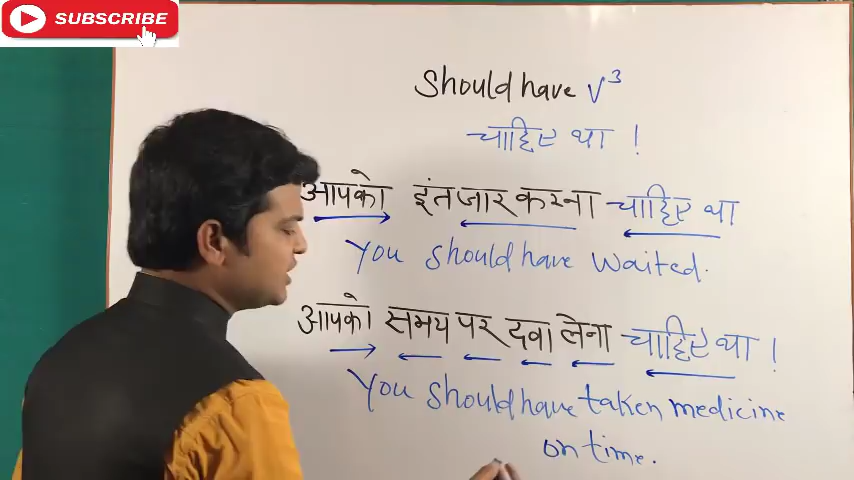 SUBSCRIBE
Should have V³
चाहिए था !
आपको इंतजार करना चाहिए था
You should have waited.
आपको समय पर दवा लेना चाहिए था !
You should have taken medicine
on time.